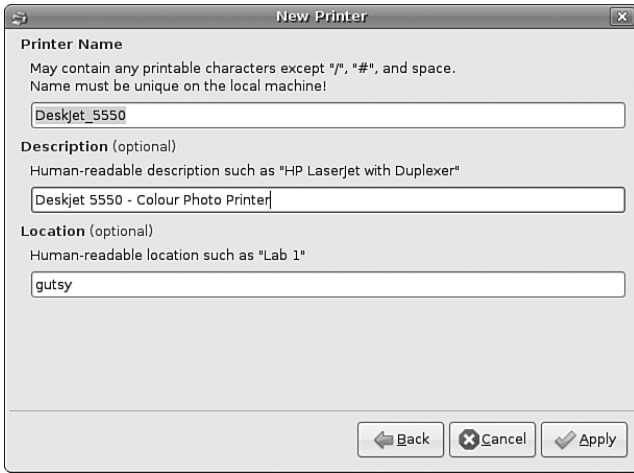 New Printer
Printer Name
May contain any printable characters except "/", "#", and space.
Name must be unique on the local machine!
DeskJet_5550
Description (optional)
Human-readable description such as "HP LaserJet with Duplexer"
Deskjet 5550 - Colour Photo Printer
Location (optional)
Human-readable location such as "Lab 1"
gutsy
Back Cancel Apply